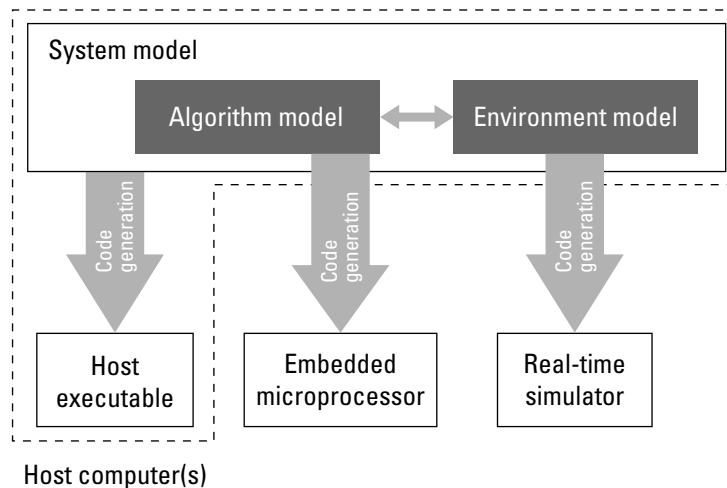 System model
Algorithm model
Environment model
Code
generation
Code
generation
Code
generation
Host
executable
Embedded
microprocessor
Real-time
simulator
Host computer(s)